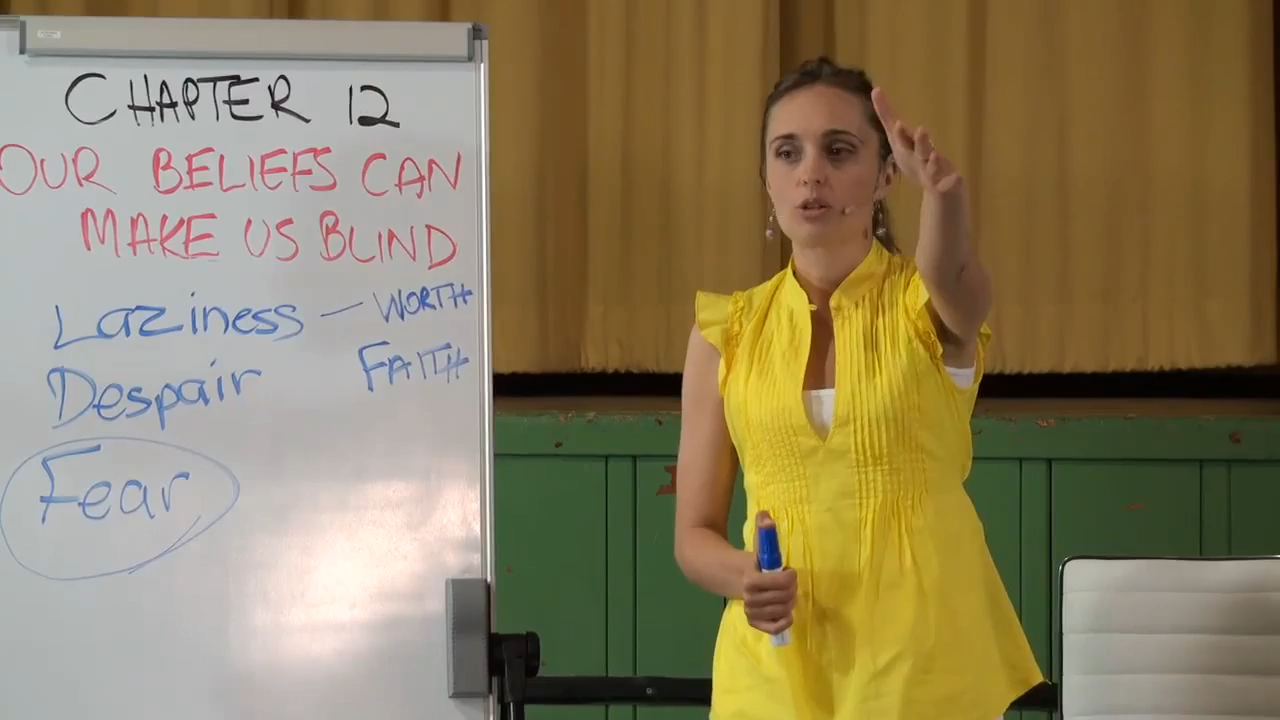 CHAPTER 12
OUR BELIEFS CAN
MAKE US BLIND
Laziness – WORTH
Despair FAITH
Fear